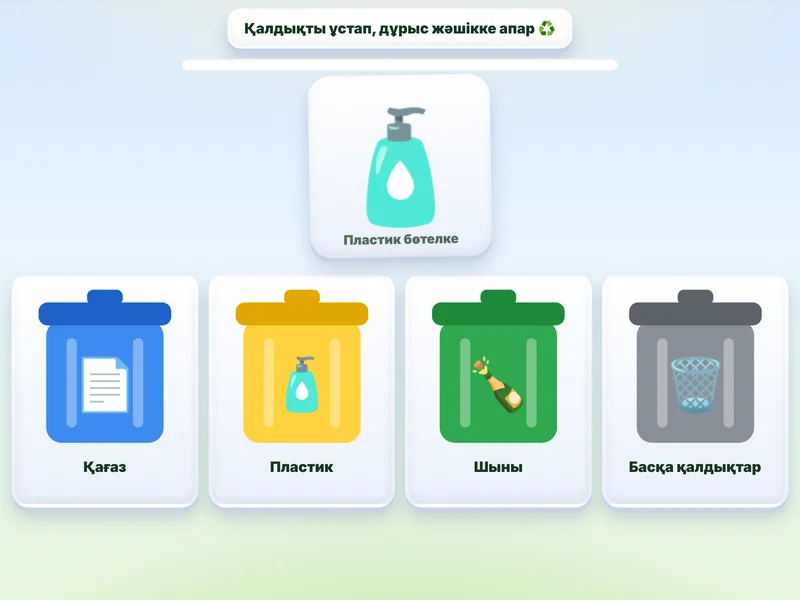 Қалдықты ұстап, дұрыс жәшікке апар ♻️
Пластик бөтелке
Қағаз
Пластик
Шыны
Басқа қалдықтар